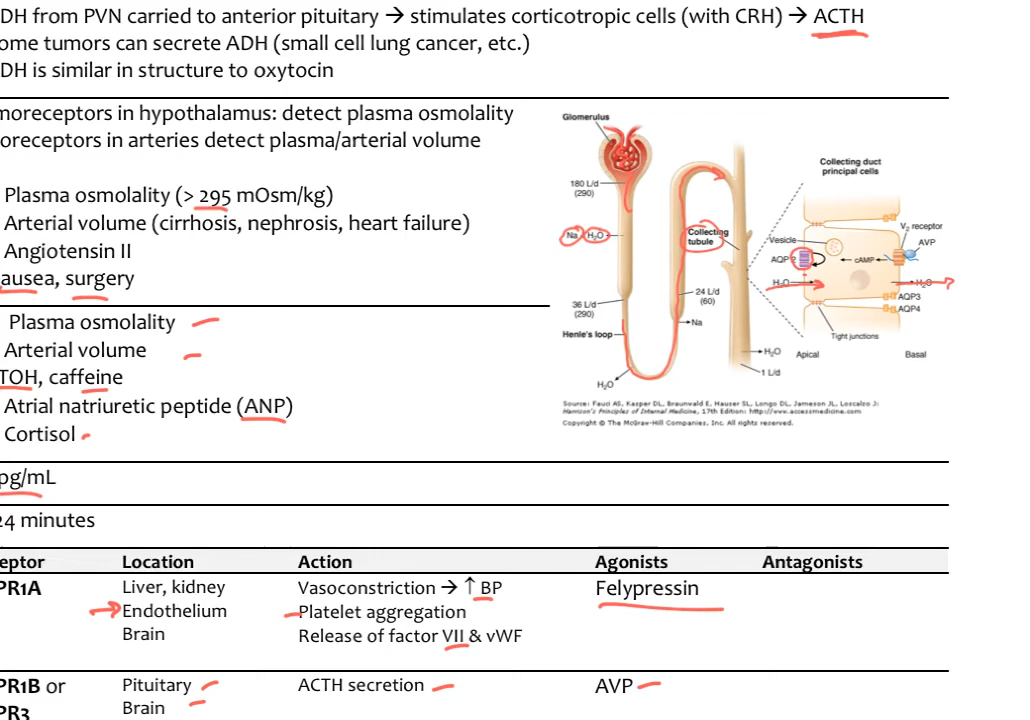 DH from PVN carried to anterior pituitary → stimulates corticotropic cells (with CRH) → ACTH
ome tumors can secrete ADH (small cell lung cancer, etc.)
DH is similar in structure to oxytocin
moreceptors in hypothalamus: detect plasma osmolality
oreceptors in arteries detect plasma/arterial volume
Plasma osmolality (> 295 mOsm/kg)
Arterial volume (cirrhosis, nephrosis, heart failure)
Angiotensin II
ausea, surgery
Plasma osmolality
Arterial volume
TOH, caffeine
Atrial natriuretic peptide (ANP)
Cortisol
Glomerulus
180 L/d
(290)
Na H₂O
Collecting
tubule
36 L/d
(290)
24 L/d
(60)
Henle's loop
Na
H₂O
H₂O
1 L/d
Collecting duct
principal cells
V₂ receptor
Vesicle
AVP
AQP2
cAMP
H₂O
H₂O
AQP3
AQP4
Tight junctions
Apical
Basal
Source: Fauci AS, Kasper DL, Braunwald E, Hauser SL, Longo DL, Jameson JL, Loscalzo J:
Harrison's Principles of Internal Medicine, 17th Edition: http://www.accessmedicine.com
Copyright © The McGraw-Hill Companies, Inc. All rights reserved.
pg/mL
24 minutes
eptor Location Action Agonists Antagonists
PR1A Liver, kidney Vasoconstriction → ↑ BP Felypressin
Endothelium Platelet aggregation
Brain Release of factor VII & vWF
PR1B or Pituitary ACTH secretion AVP
PR3 Brain